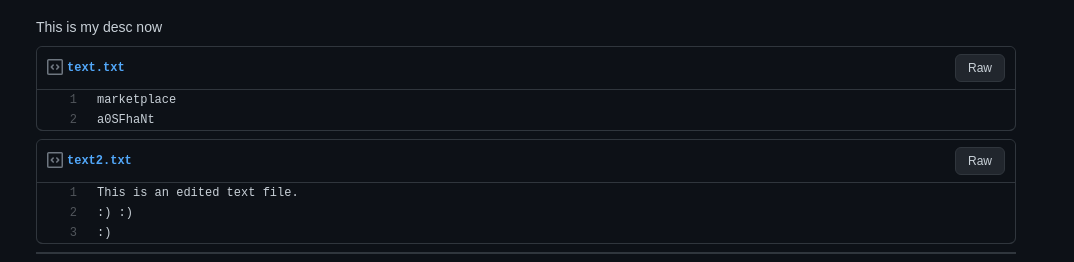 This is my desc now
text.txt
Raw
1 marketplace
2 a0SFhaNt
text2.txt
Raw
1 This is an edited text file.
2 :) :)
3 :)